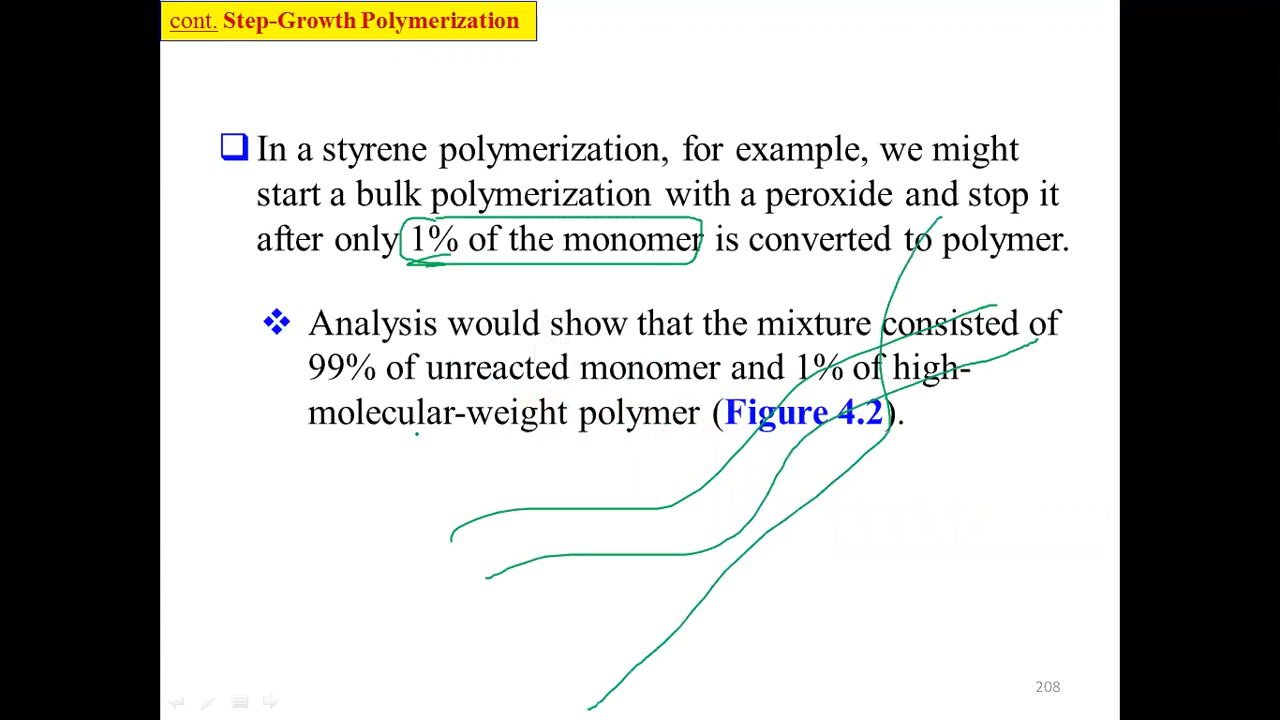 cont. Step-Growth Polymerization
In a styrene polymerization, for example, we might
start a bulk polymerization with a peroxide and stop it
after only 1% of the monomer is converted to polymer.
Analysis would show that the mixture consisted of
99% of unreacted monomer and 1% of high-
molecular-weight polymer (Figure 4.2).
208